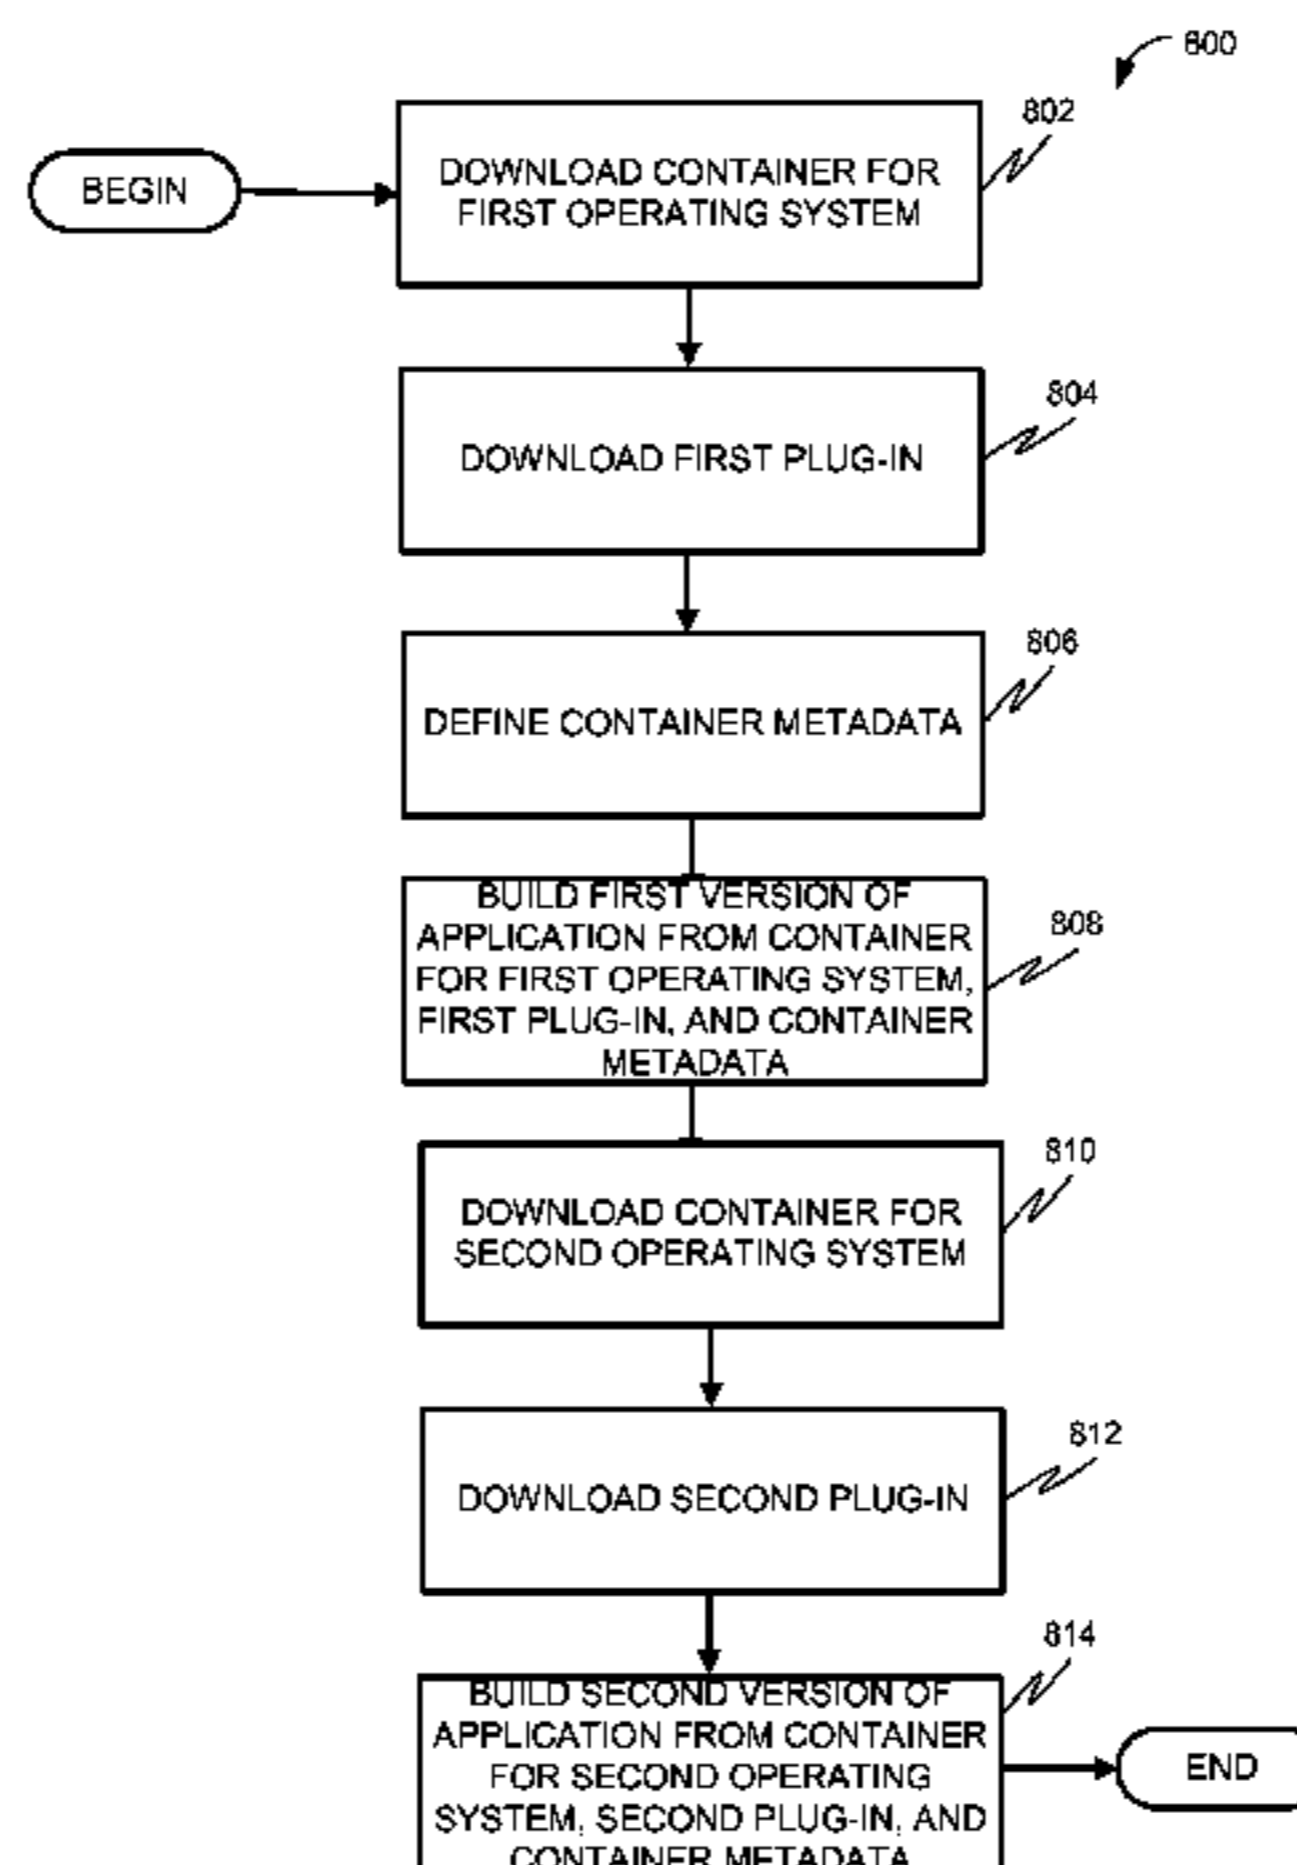 800
802
BEGIN
DOWNLOAD CONTAINER FOR
FIRST OPERATING SYSTEM
804
DOWNLOAD FIRST PLUG-IN
806
DEFINE CONTAINER METADATA
808
BUILD FIRST VERSION OF
APPLICATION FROM CONTAINER
FOR FIRST OPERATING SYSTEM,
FIRST PLUG-IN, AND CONTAINER
METADATA
810
DOWNLOAD CONTAINER FOR
SECOND OPERATING SYSTEM
812
DOWNLOAD SECOND PLUG-IN
814
BUILD SECOND VERSION OF
APPLICATION FROM CONTAINER
FOR SECOND OPERATING
SYSTEM, SECOND PLUG-IN, AND
CONTAINER METADATA
END